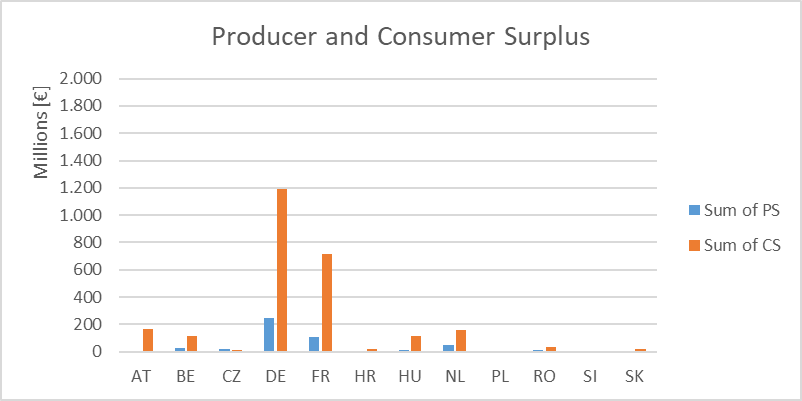 Producer and Consumer Surplus
Millions [€]
2.000
1.800
1.600
1.400
1.200
1.000
800
600
400
200
0
AT BE CZ DE FR HR HU NL PL RO SI SK
Sum of PS
Sum of CS